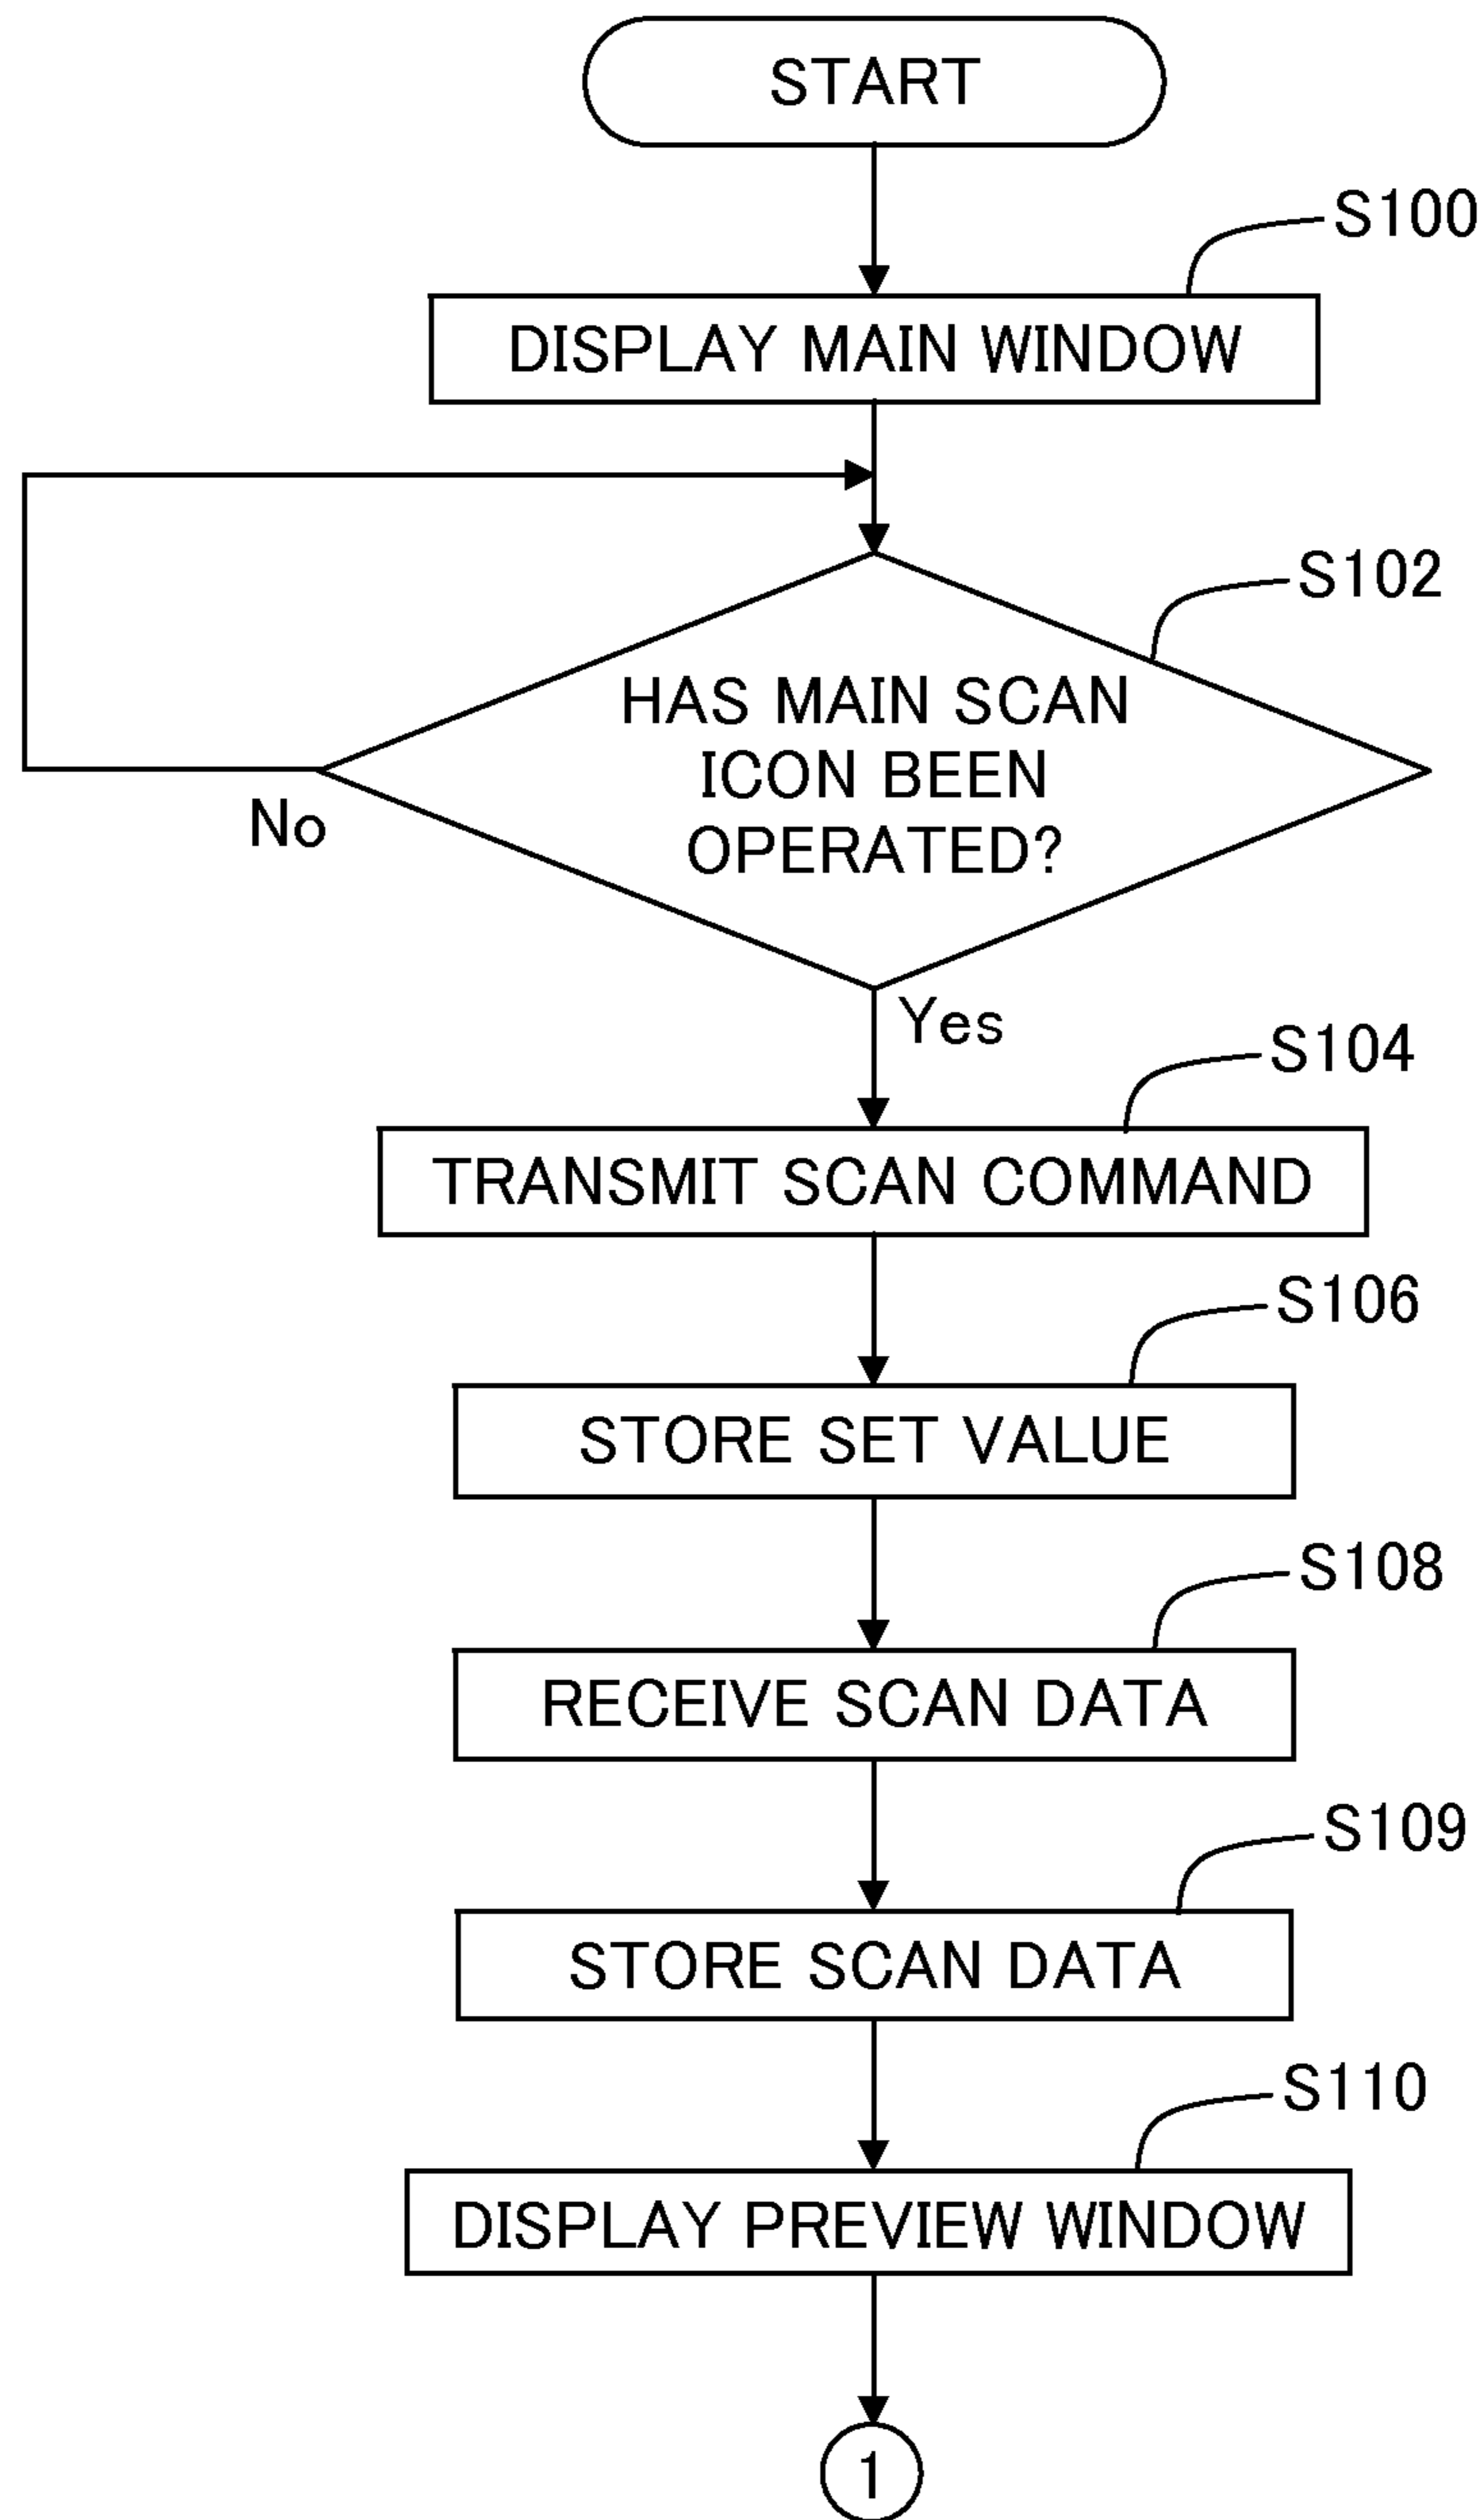 START
S100
DISPLAY MAIN WINDOW
S102
HAS MAIN SCAN
ICON BEEN
OPERATED?
No
Yes
S104
TRANSMIT SCAN COMMAND
S106
STORE SET VALUE
S108
RECEIVE SCAN DATA
S109
STORE SCAN DATA
S110
DISPLAY PREVIEW WINDOW
1